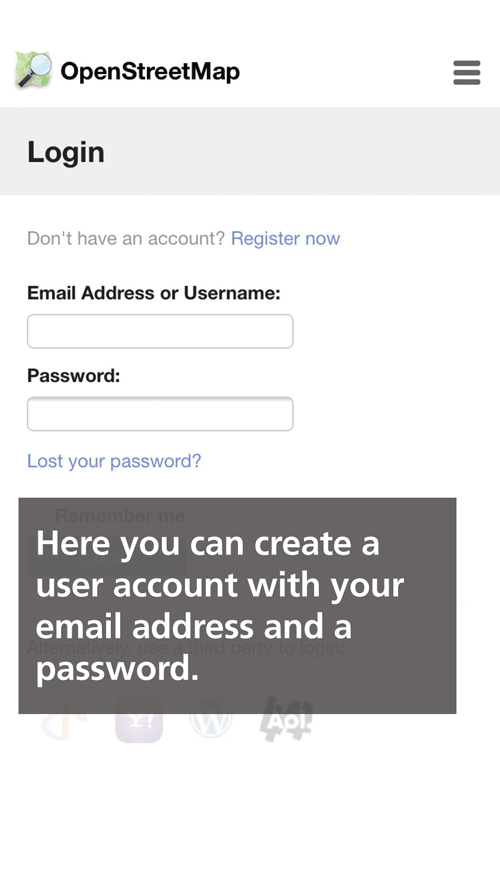 OpenStreetMap
Login
Don't have an account? Register now
Email Address or Username:
Password:
Lost your password?
Remember me
Here you can create a
user account with your
email address and a
Alternatively, use a third party to login:
password.
Y!
W
Aol.